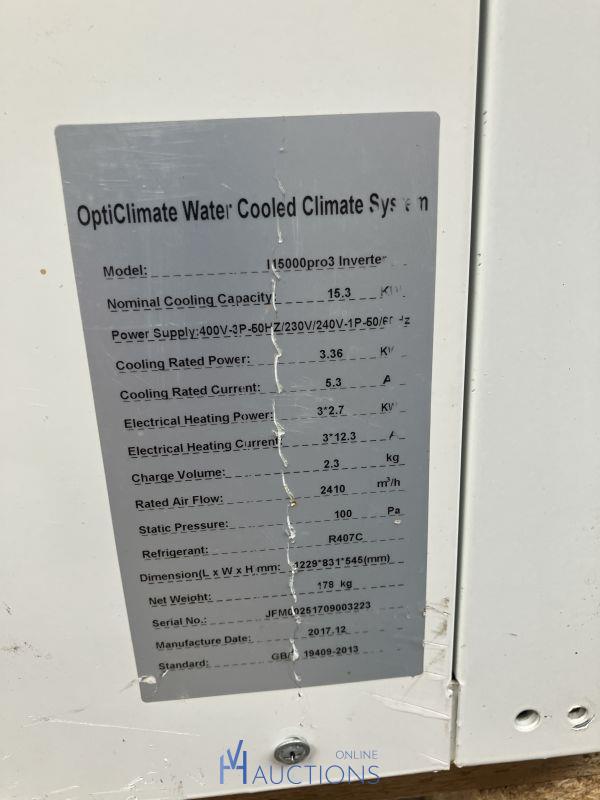 OptiClimate Water Cooled Climate System
Model: 15000pro3 Inverter
Nominal Cooling Capacity: 15.3 KW
Power Supply:400V-3P-50HZ/230V/240V-1P-50/60Hz
Cooling Rated Power: 3.36 KW
Cooling Rated Current: 5.3 A
Electrical Heating Power: 3*2.7 KW
Electrical Heating Current: 3*12.3 A
Charge Volume: 2.3 kg
Rated Air Flow: 2410 m³/h
Static Pressure: 100 Pa
Refrigerant: R407C
Dimension(L x W x H mm: 1229*831*545(mm)
Net Weight: 178 kg
Serial No.: JFM00251709003223
Manufacture Date: 2017.12
Standard: GB/T 19409-2013
VH ONLINE
AUCTIONS